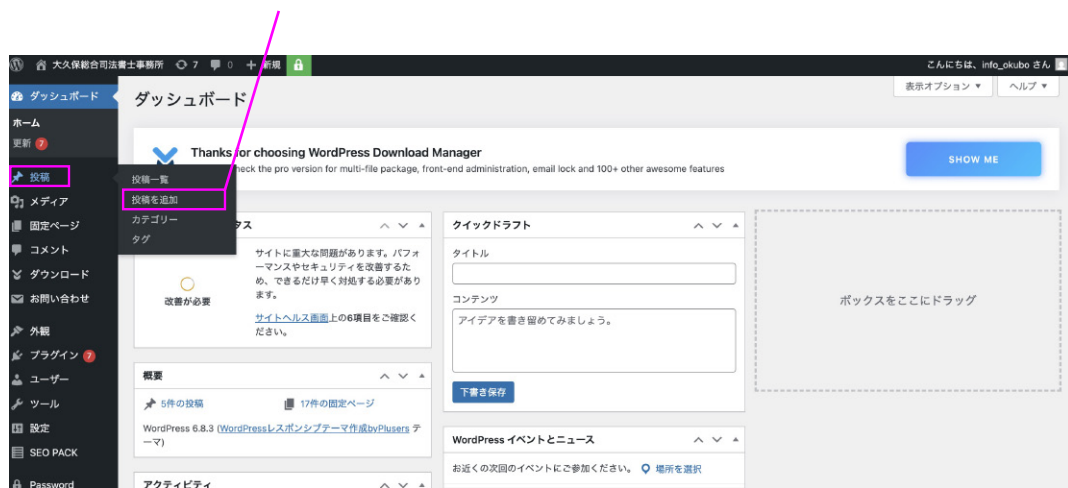 大久保総合司法書士事務所 7 0 新規
こんにちは、info_okubo さん
表示オプション ▼ ヘルプ ▼
ダッシュボード
ホーム
更新 7
投稿
メディア
固定ページ
コメント
ダウンロード
お問い合わせ
外観
プラグイン 7
ユーザー
ツール
設定
SEO PACK
Password
投稿一覧
投稿を追加
カテゴリー
タグ
ダッシュボード
Thanks for choosing WordPress Download Manager
check the pro version for multi-file package, front-end administration, email lock and 100+ other awesome features
SHOW ME
タス
改善が必要
サイトに重大な問題があります。パフォ
ーマンスやセキュリティを改善するた
め、できるだけ早く対処する必要があり
ます。
サイトヘルス画面上の6項目をご確認く
ださい。
概要
5件の投稿 17件の固定ページ
WordPress 6.8.3 (WordPressレスポンシブテーマ作成byPlusers テ
ーマ)
アクティビティ
クイックドラフト
タイトル
コンテンツ
アイデアを書き留めてみましょう。
下書き保存
WordPress イベントとニュース
お近くの次回のイベントにご参加ください。 場所を選択
ボックスをここにドラッグ